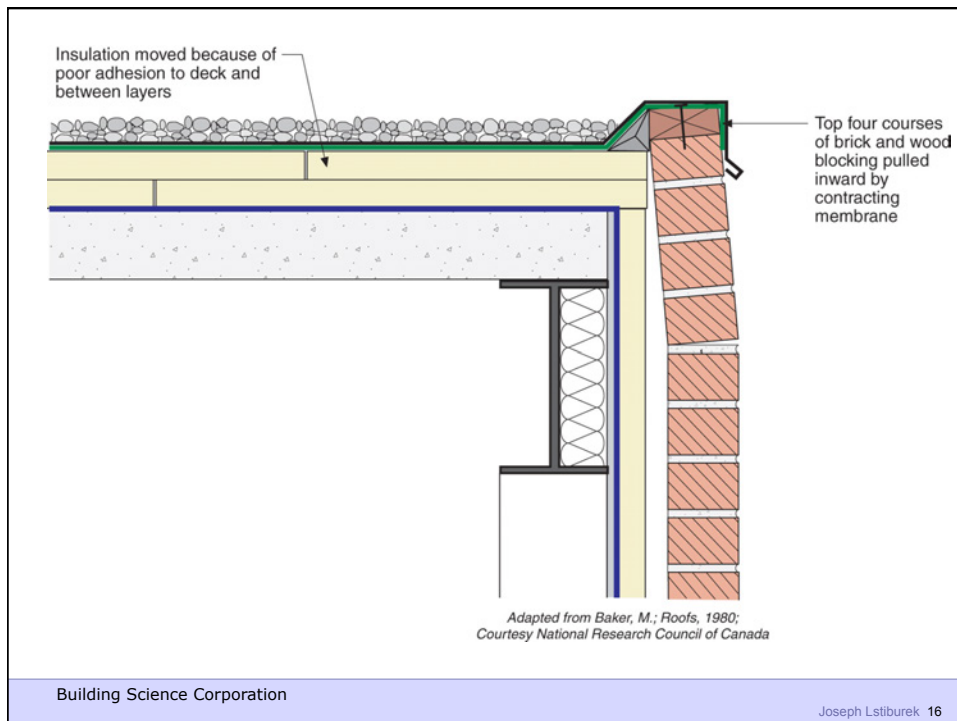 Insulation moved because of
poor adhesion to deck and
between layers
Top four courses
of brick and wood
blocking pulled
inward by
contracting
membrane
Adapted from Baker, M.; Roofs, 1980;
Courtesy National Research Council of Canada
Building Science Corporation
Joseph Lstiburek 16